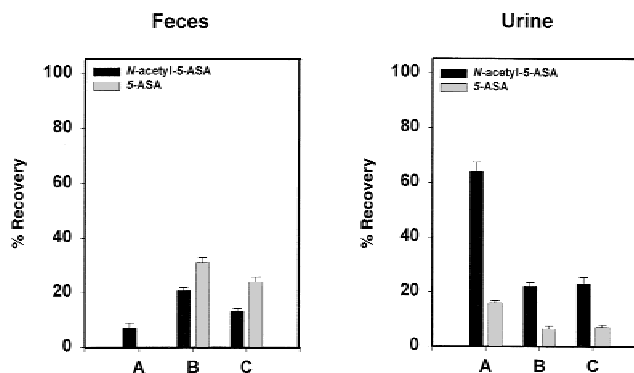 Feces
% Recovery
100
80
60
40
20
0
N-acetyl-5-ASA
5-ASA
A B C
Urine
% Recovery
100
80
60
40
20
0
N-acetyl-5-ASA
5-ASA
A B C